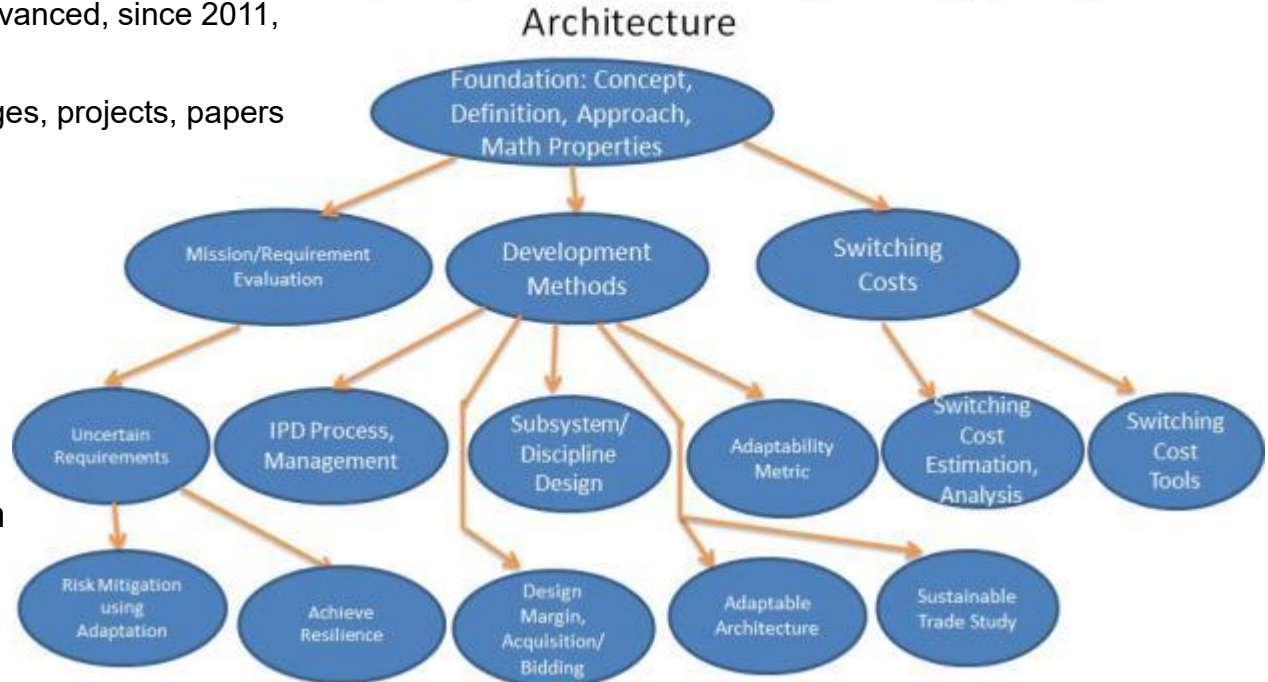 vanced, since 2011,
Architecture
ges, projects, papers
Foundation: Concept,
Definition, Approach,
Math Properties
Mission/Requirement
Evaluation
Development
Methods
Switching
Costs
Uncertain
Requirements
IPD Process,
Management
Subsystem/
Discipline
Design
Adaptability
Metric
Switching
Cost
Estimation,
Analysis
Switching
Cost
Tools
Risk Mitigation
using
Adaptation
Achieve
Resilience
Design
Margin,
Acquisition/
Bidding
Adaptable
Architecture
Sustainable
Trade Study